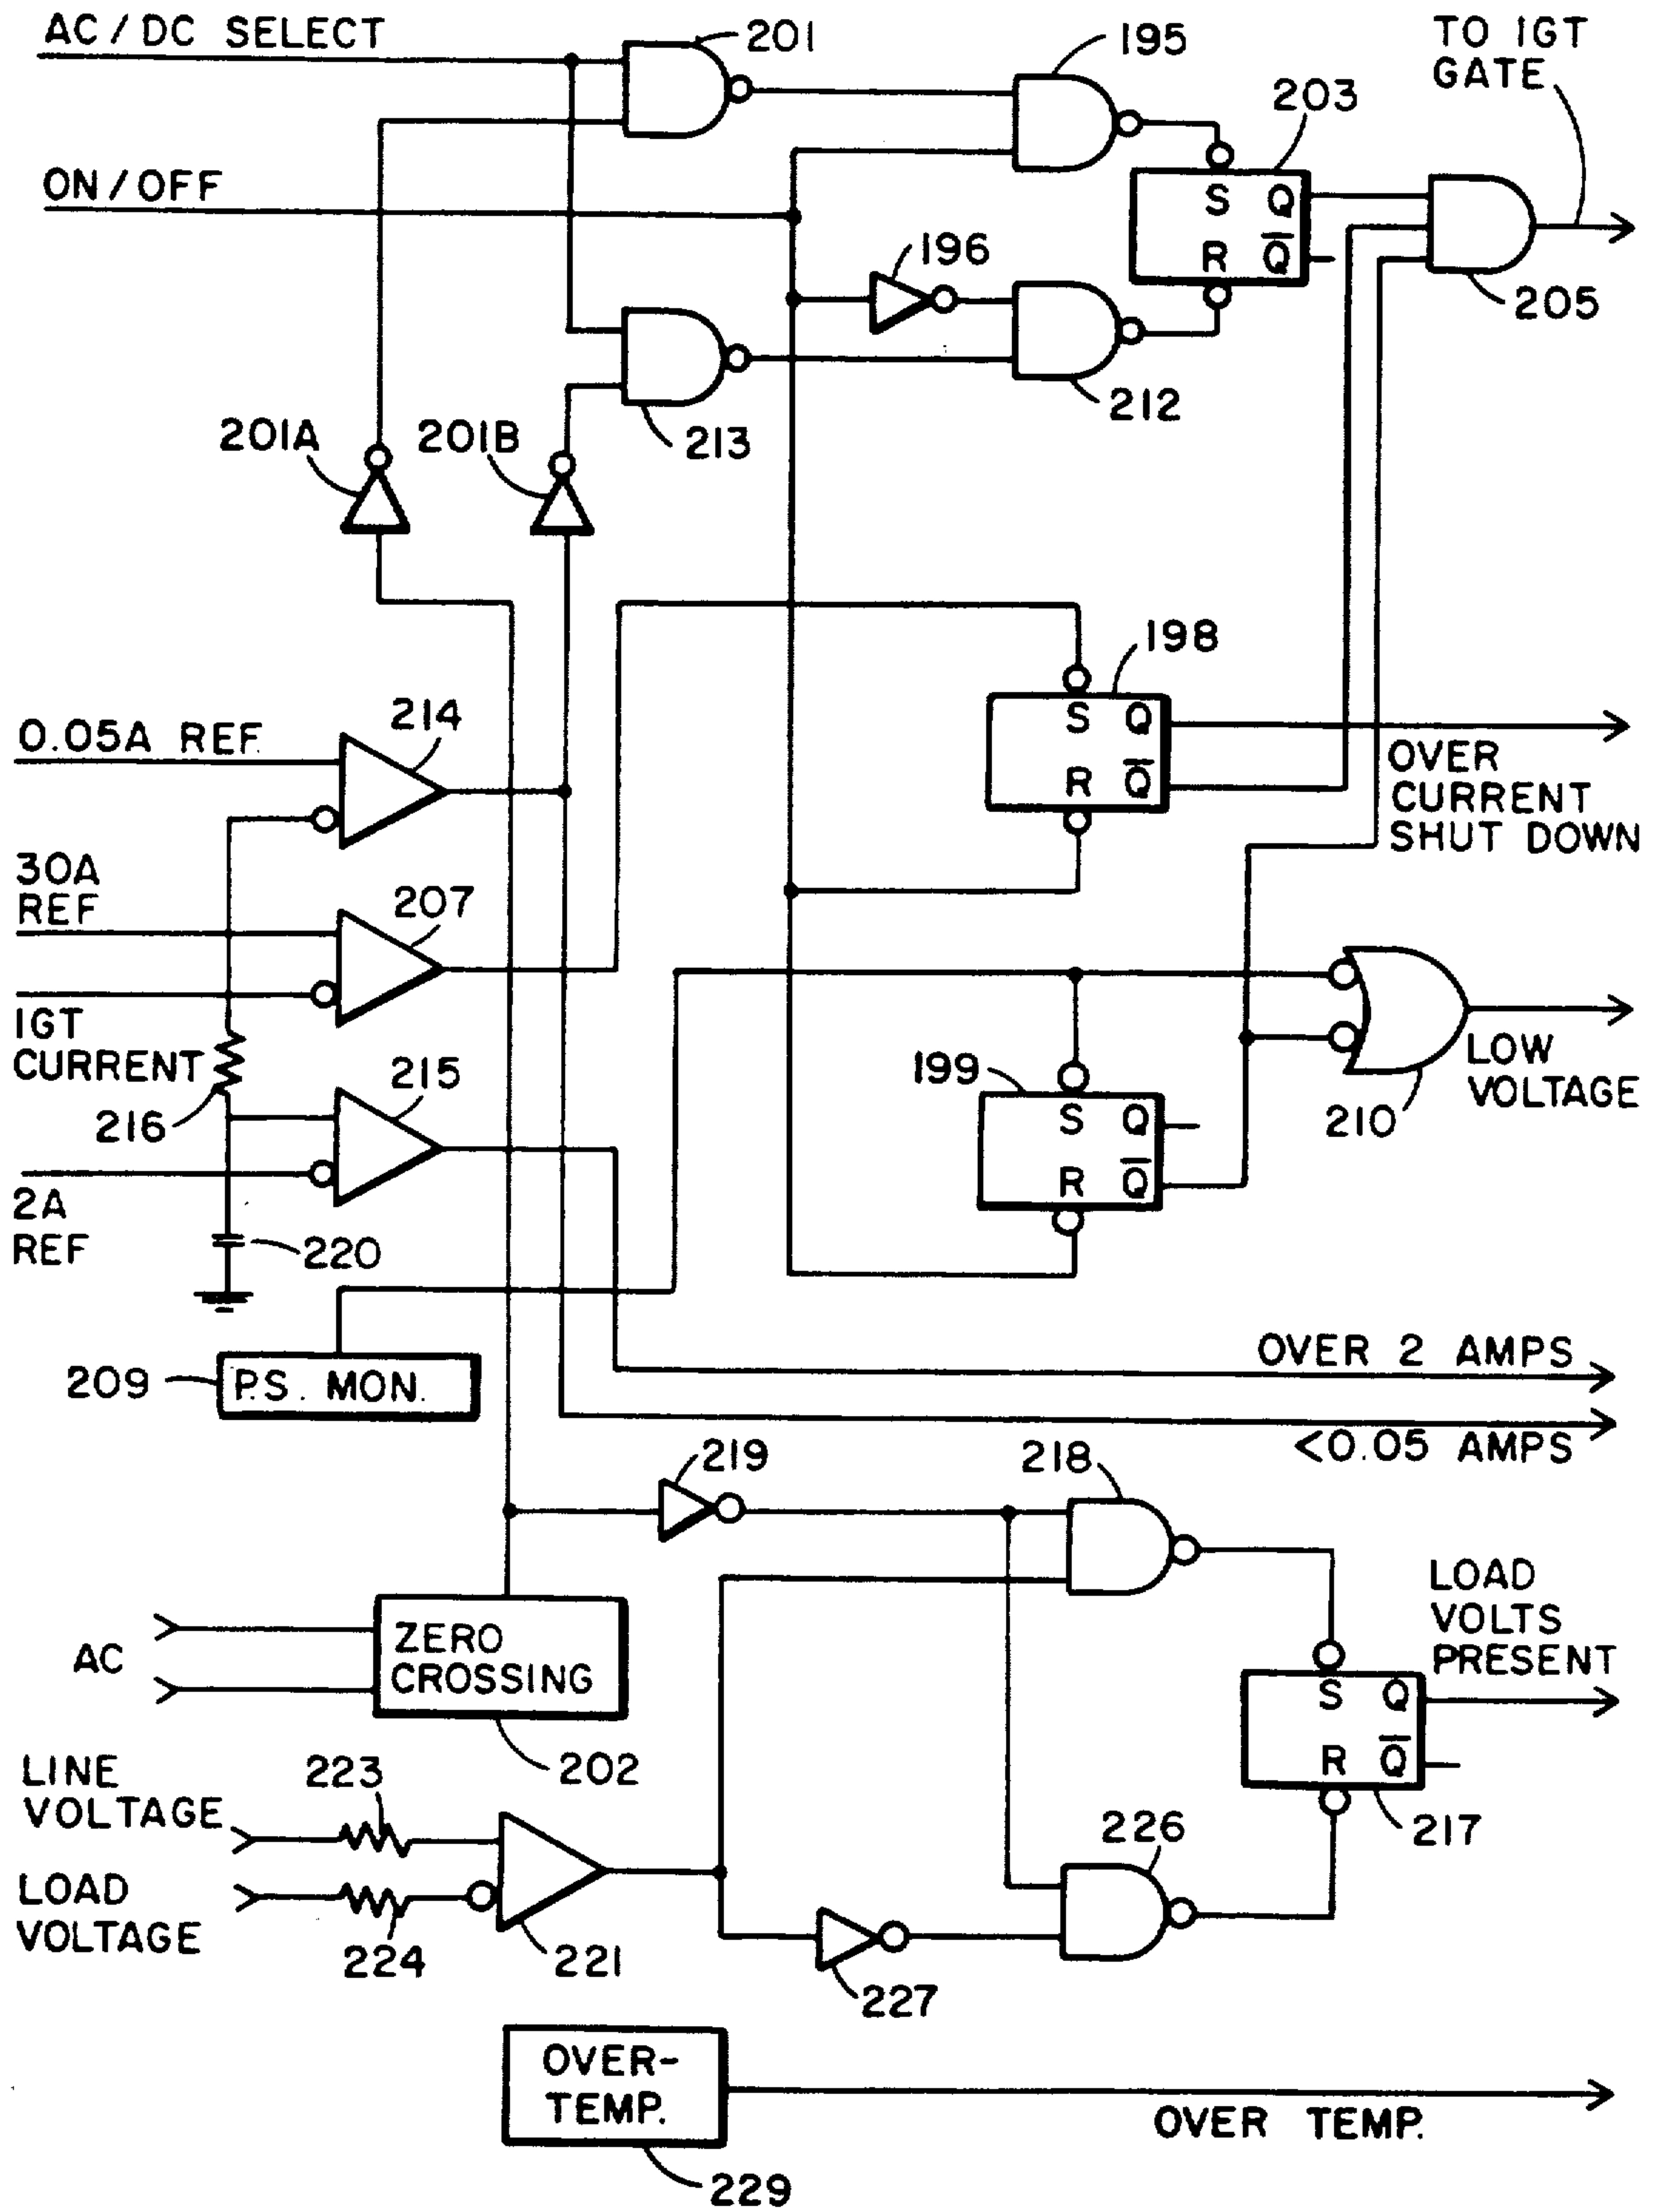 AC/DC SELECT
201
195
TO IGT
GATE
203
ON/OFF
S Q
R Q̅
196
205
212
213
201A
201B
198
S Q
R Q̅
0.05A REF.
214
OVER
CURRENT
SHUT DOWN
30A
REF
207
IGT
CURRENT
216
215
199
S Q
R Q̅
LOW
VOLTAGE
210
2A
REF
220
209
P.S. MON.
OVER 2 AMPS
<0.05 AMPS
219
218
AC
ZERO
CROSSING
202
LOAD
VOLTS
PRESENT
S Q
R Q̅
217
LINE
VOLTAGE
223
LOAD
VOLTAGE
224
221
226
227
OVER-
TEMP.
229
OVER TEMP.